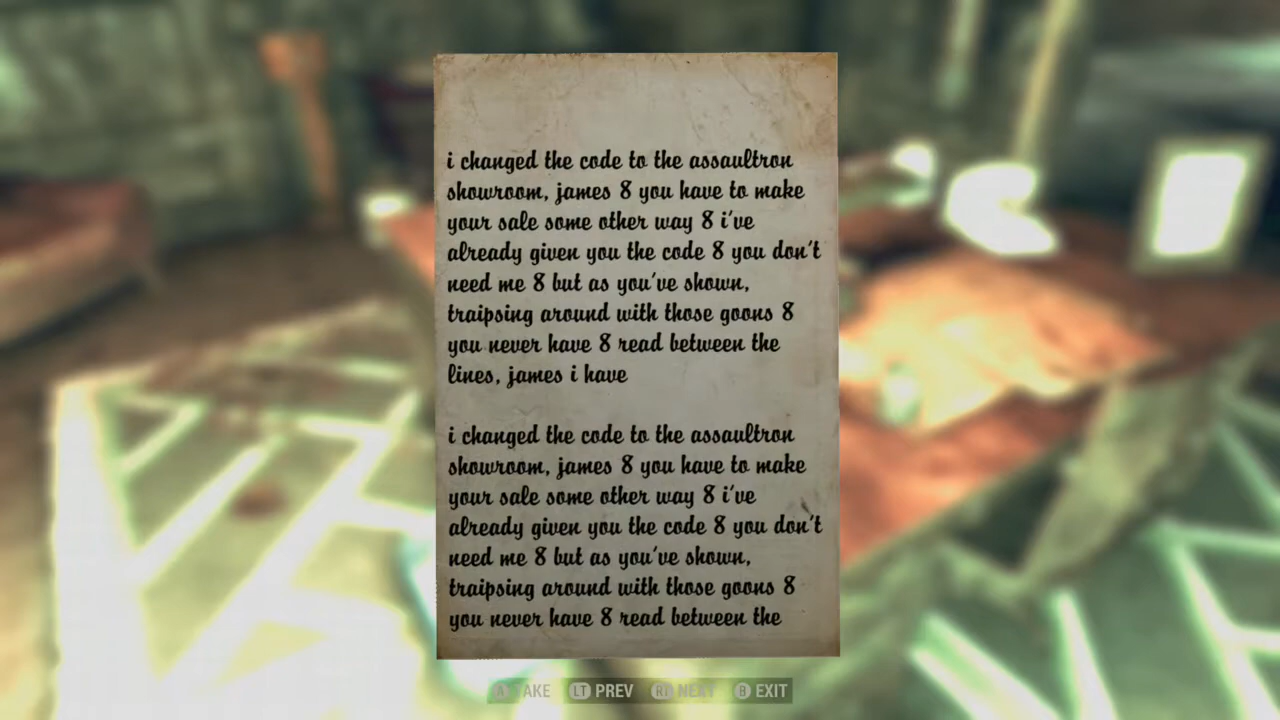 i changed the code to the assaultron
showroom, james 8 you have to make
your sale some other way 8 i've
already given you the code 8 you don't
need me 8 but as you've shown,
traipsing around with those goons 8
you never have 8 read between the
lines, james i have
i changed the code to the assaultron
showroom, james 8 you have to make
your sale some other way 8 i've
already given you the code 8 you don't
need me 8 but as you've shown,
traipsing around with those goons 8
you never have 8 read between the
A TAKE LT PREV RT NEXT B EXIT